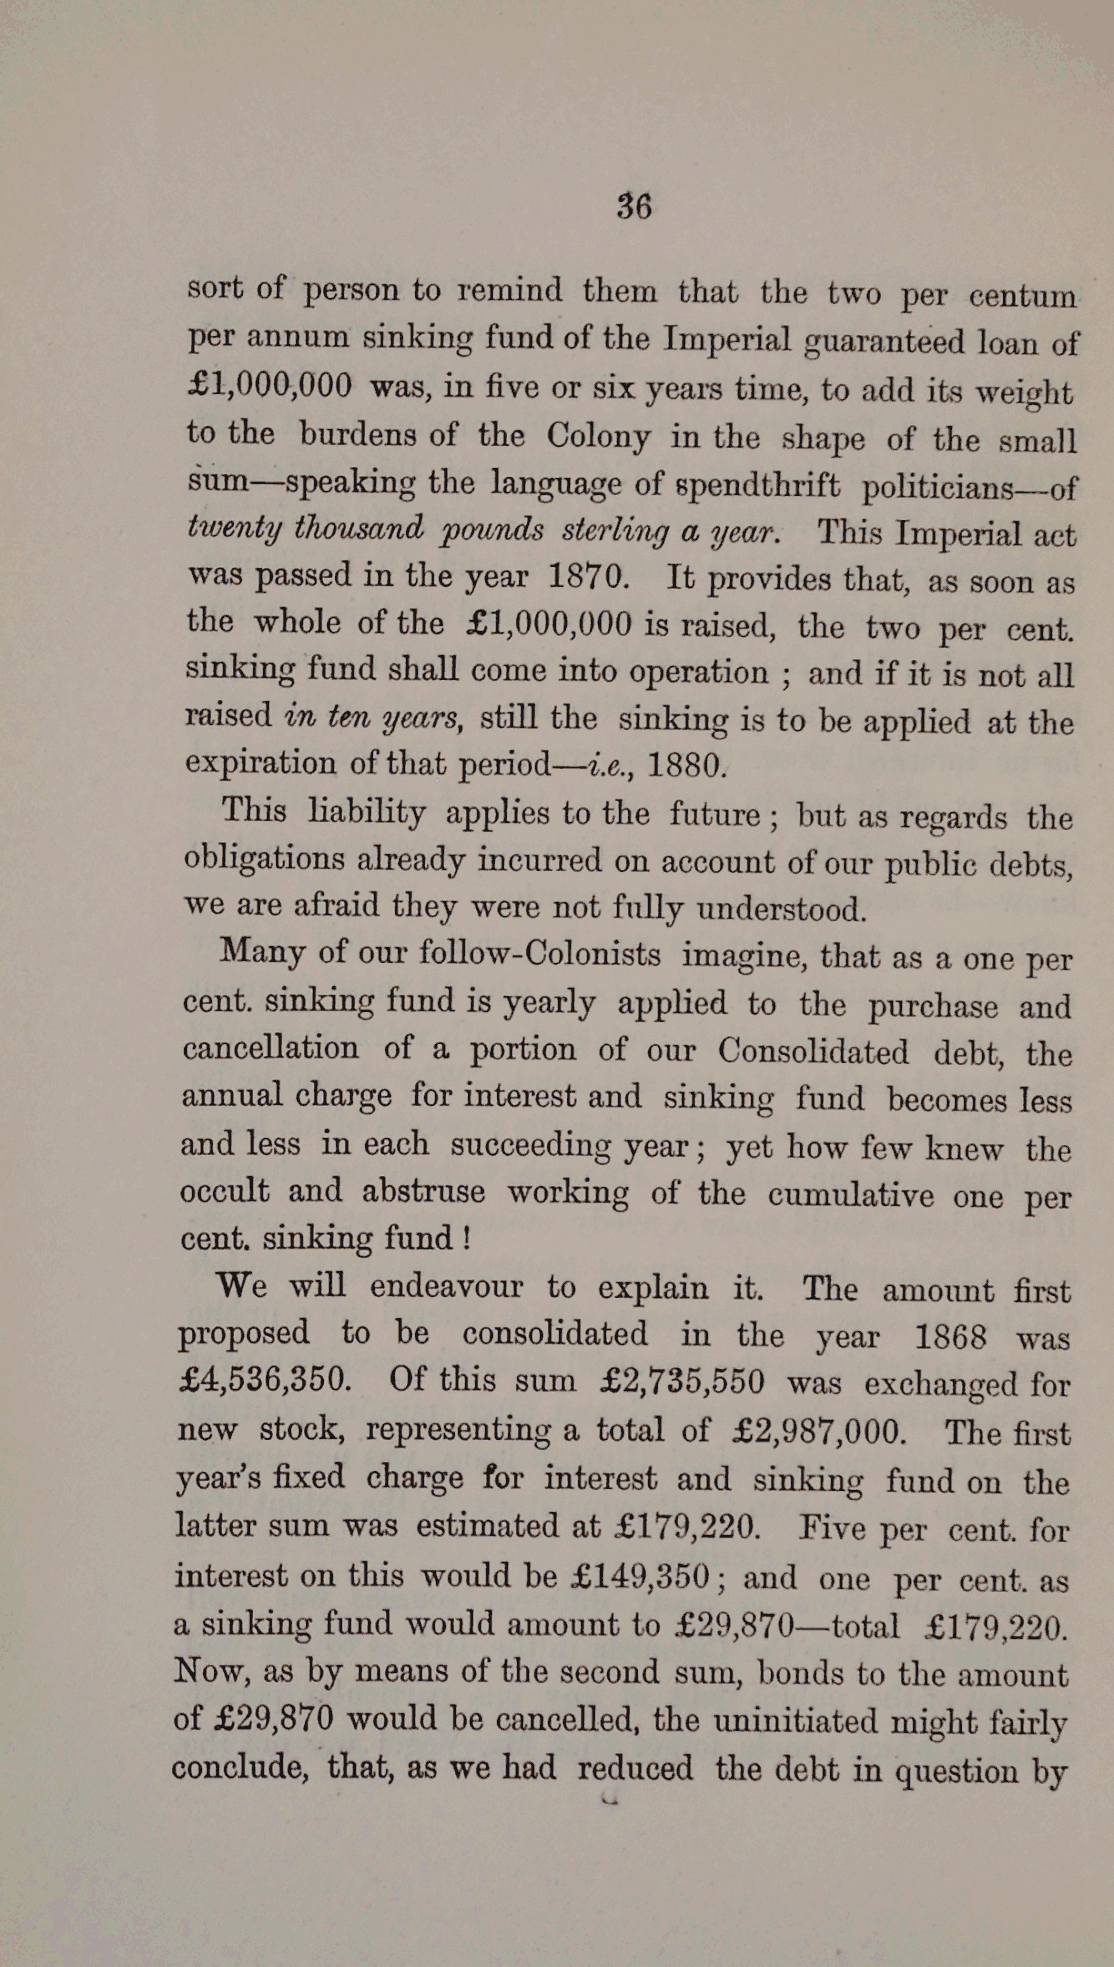 36
sort of person to remind them that the two per centum
per annum sinking fund of the Imperial guaranteed loan of
£1,000,000 was, in five or six years time, to add its weight
to the burdens of the Colony in the shape of the small
sum—speaking the language of spendthrift politicians—of
twenty thousand pounds sterling a year. This Imperial act
was passed in the year 1870. It provides that, as soon as
the whole of the £1,000,000 is raised, the two per cent.
sinking fund shall come into operation ; and if it is not all
raised in ten years, still the sinking is to be applied at the
expiration of that period—i.e., 1880.
This liability applies to the future ; but as regards the
obligations already incurred on account of our public debts,
we are afraid they were not fully understood.
Many of our follow-Colonists imagine, that as a one per
cent. sinking fund is yearly applied to the purchase and
cancellation of a portion of our Consolidated debt, the
annual charge for interest and sinking fund becomes less
and less in each succeeding year ; yet how few knew the
occult and abstruse working of the cumulative one per
cent. sinking fund !
We will endeavour to explain it. The amount first
proposed to be consolidated in the year 1868 was
£4,536,350. Of this sum £2,735,550 was exchanged for
new stock, representing a total of £2,987,000. The first
year's fixed charge for interest and sinking fund on the
latter sum was estimated at £179,220. Five per cent. for
interest on this would be £149,350 ; and one per cent. as
a sinking fund would amount to £29,870—total £179,220.
Now, as by means of the second sum, bonds to the amount
of £29,870 would be cancelled, the uninitiated might fairly
conclude, that, as we had reduced the debt in question by